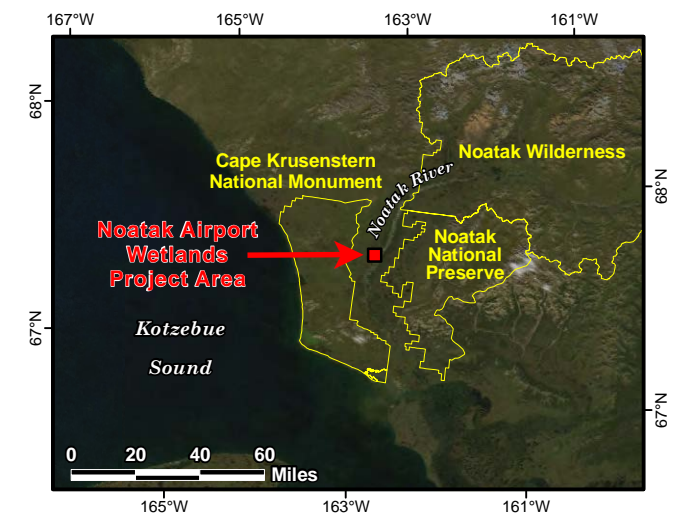 167°W 165°W 163°W 161°W
68°N
Noatak Wilderness
Cape Krusenstern
National Monument
Noatak River
68°N
Noatak Airport
Wetlands
Project Area
Noatak
National
Preserve
67°N
Kotzebue
Sound
67°N
0 20 40 60
Miles
165°W 163°W 161°W